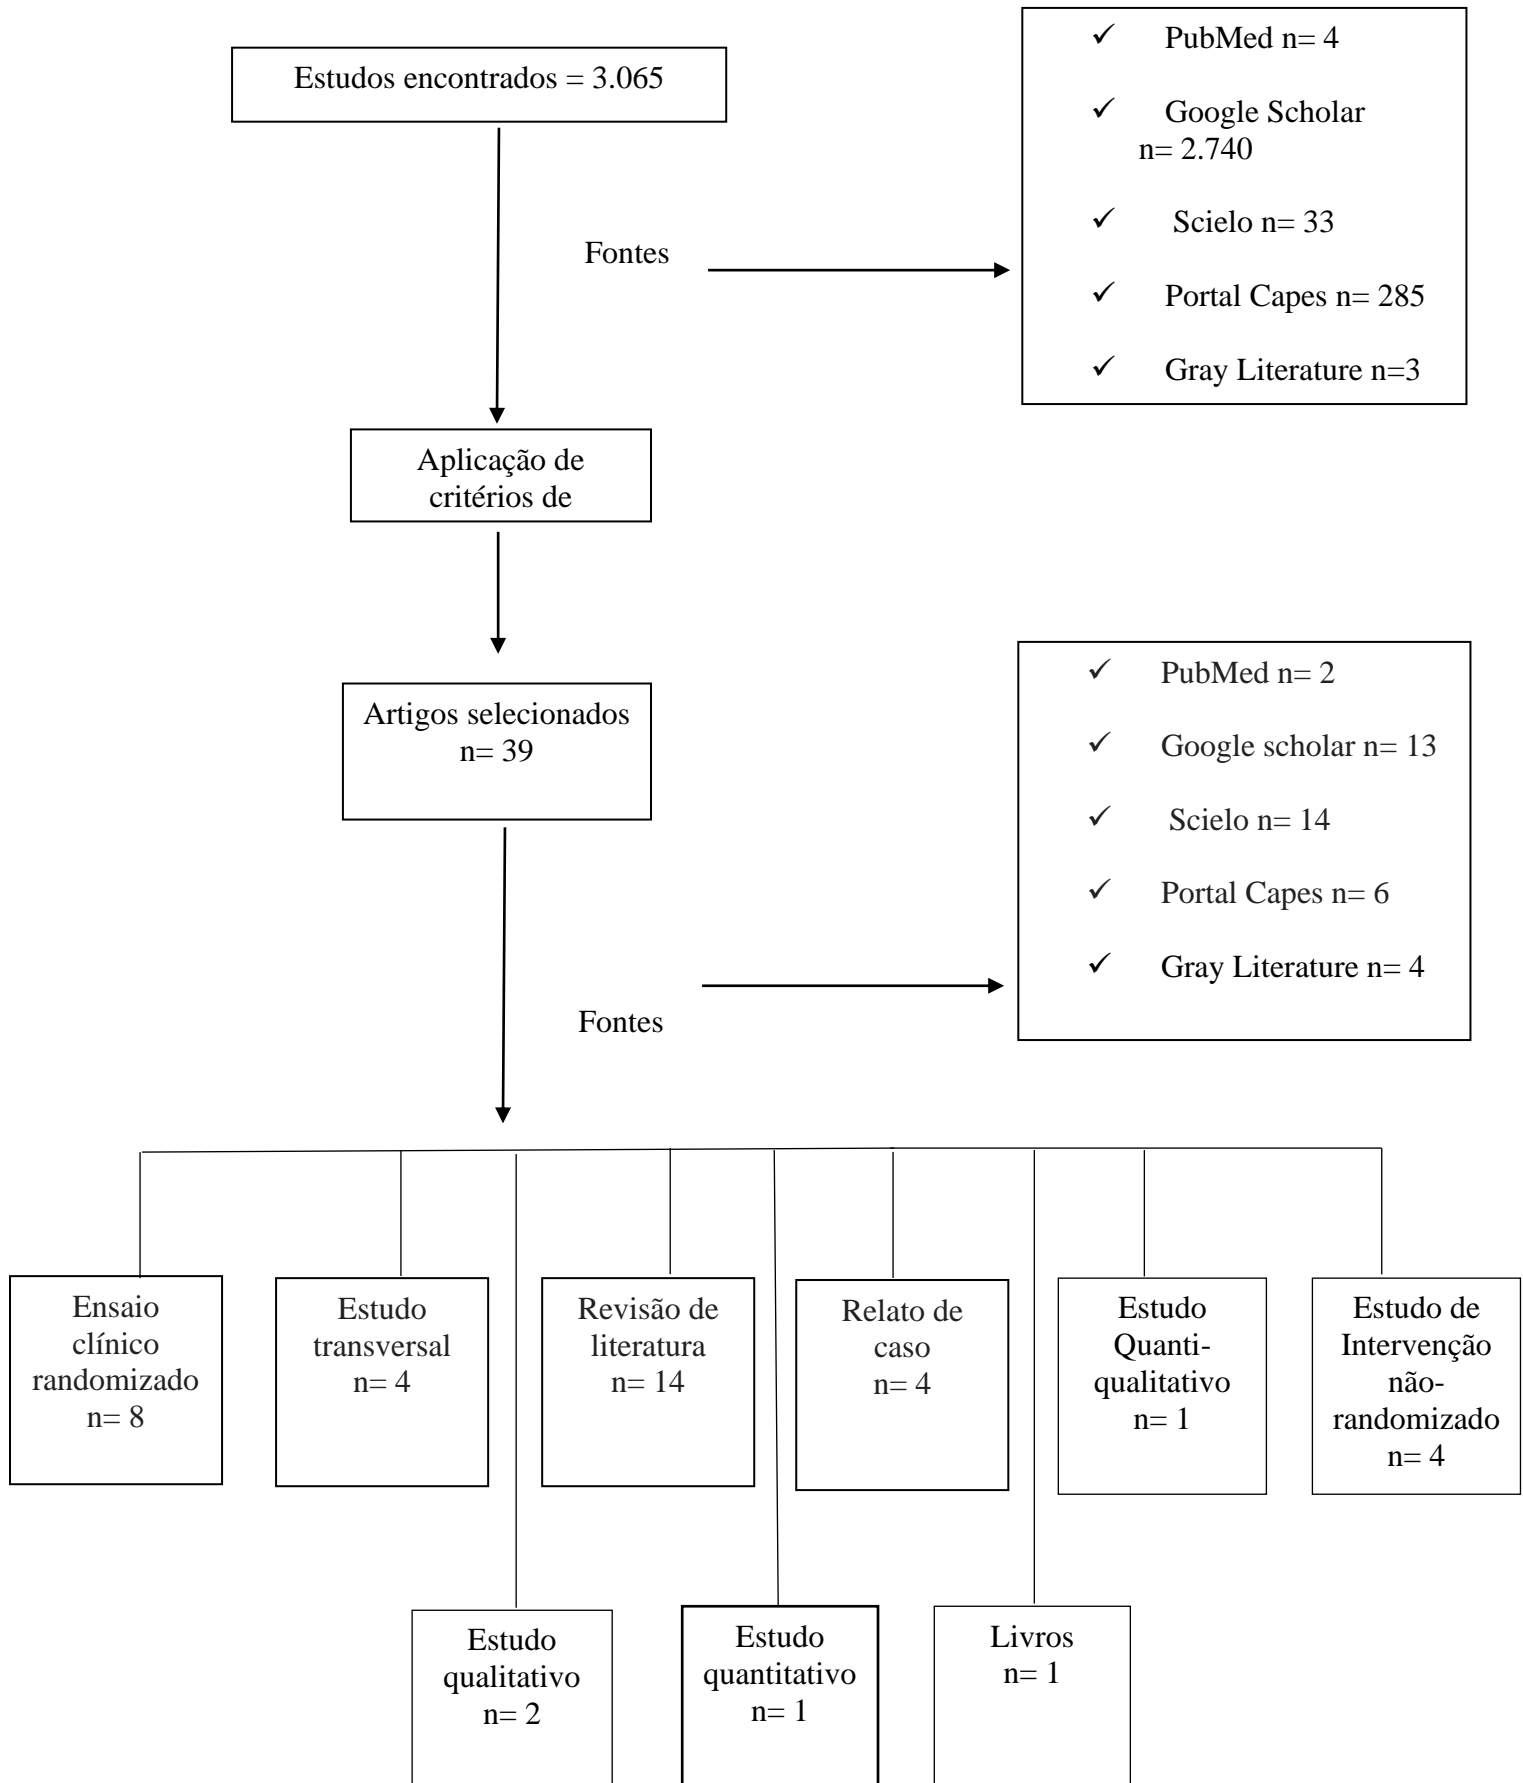 Estudos encontrados = 3.065
✓ PubMed n= 4
✓ Google Scholar
n= 2.740
✓ Scielo n= 33
✓ Portal Capes n= 285
✓ Gray Literature n=3
Fontes
Aplicação de
critérios de
Artigos selecionados
n= 39
✓ PubMed n= 2
✓ Google scholar n= 13
✓ Scielo n= 14
✓ Portal Capes n= 6
✓ Gray Literature n= 4
Fontes
Ensaio
clínico
randomizado
n= 8
Estudo
transversal
n= 4
Revisão de
literatura
n= 14
Relato de
caso
n= 4
Estudo
Quanti-
qualitativo
n= 1
Estudo de
Intervenção
não-
randomizado
n= 4
Estudo
qualitativo
n= 2
Estudo
quantitativo
n= 1
Livros
n= 1